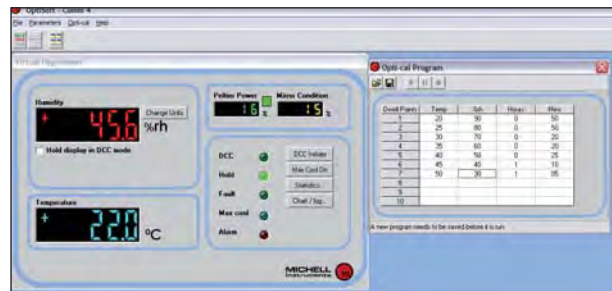 OptiSoft - Comm 4
File Parameters Opti-cal Help
Virtual Hygrometer
Humidity
+ 45.6 %rh
Change Units
Hold display in DCC mode
Temperature
+ 22.0 °C
Peltier Power Mirror Condition
16 % 15 %
DCC
Hold
Fault
Max cool
Alarm
DCC Initiate
Max Cool On
Statistics..
Chart / log..
MICHELL
Instruments
Opti-cal Program
Dwell Points Temp %rh Hours Mins
1 20 90 0 50
2 25 80 0 50
3 30 70 0 20
4 35 60 0 20
5 40 50 0 25
6 45 40 1 10
7 50 30 1 05
8
9
10
A new program needs to be saved before it is run